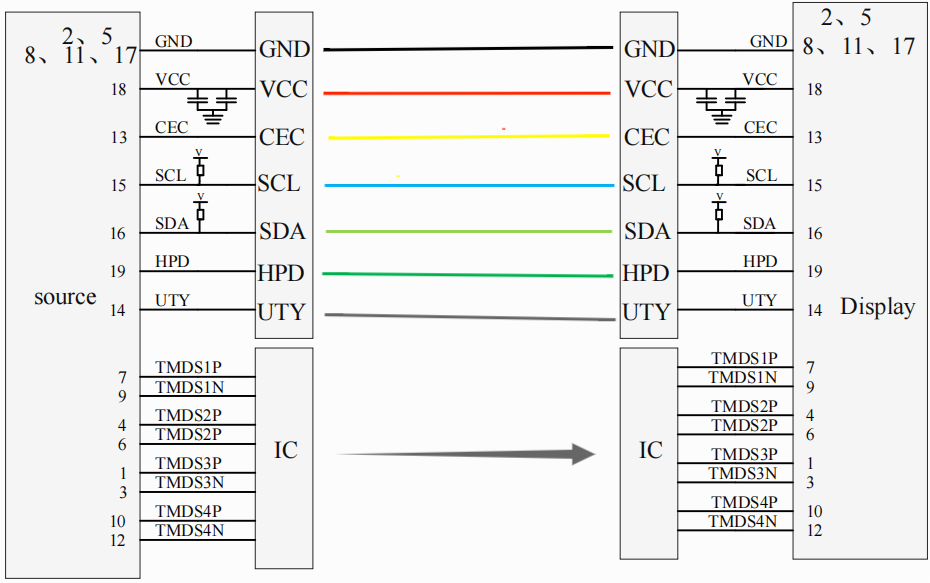 2、5
8、11、17
GND
GND
GND
GND
2、5
8、11、17
18
VCC
VCC
VCC
VCC
18
13
CEC
CEC
CEC
CEC
13
V
V
15
SCL
SCL
SCL
SCL
15
V
V
16
SDA
SDA
SDA
SDA
16
19
HPD
HPD
HPD
HPD
19
source
14
UTY
UTY
UTY
UTY
14
Display
7
TMDS1P
9
TMDS1N
4
TMDS2P
6
TMDS2P
1
TMDS3P
3
TMDS3N
10
TMDS4P
12
TMDS4N
IC
IC
TMDS1P
7
TMDS1N
9
TMDS2P
4
TMDS2P
6
TMDS3P
1
TMDS3N
3
TMDS4P
10
TMDS4N
12